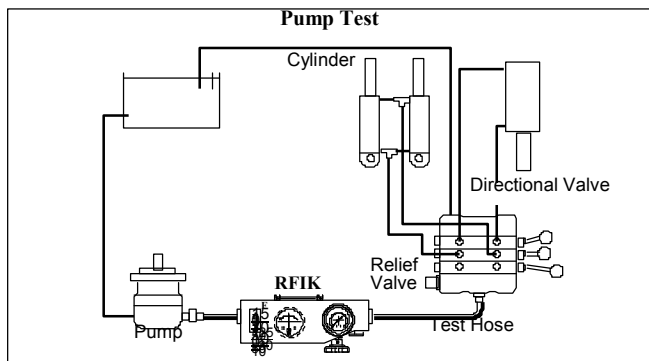 Pump Test
Cylinder
Directional Valve
RFIK
Relief
Valve
Pump
Test Hose